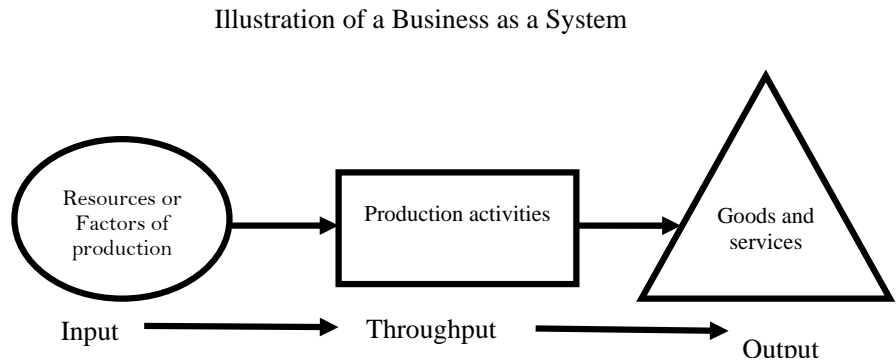 Illustration of a Business as a System
Resources or
Factors of
production
Production activities
Goods and
services
Input
Throughput
Output